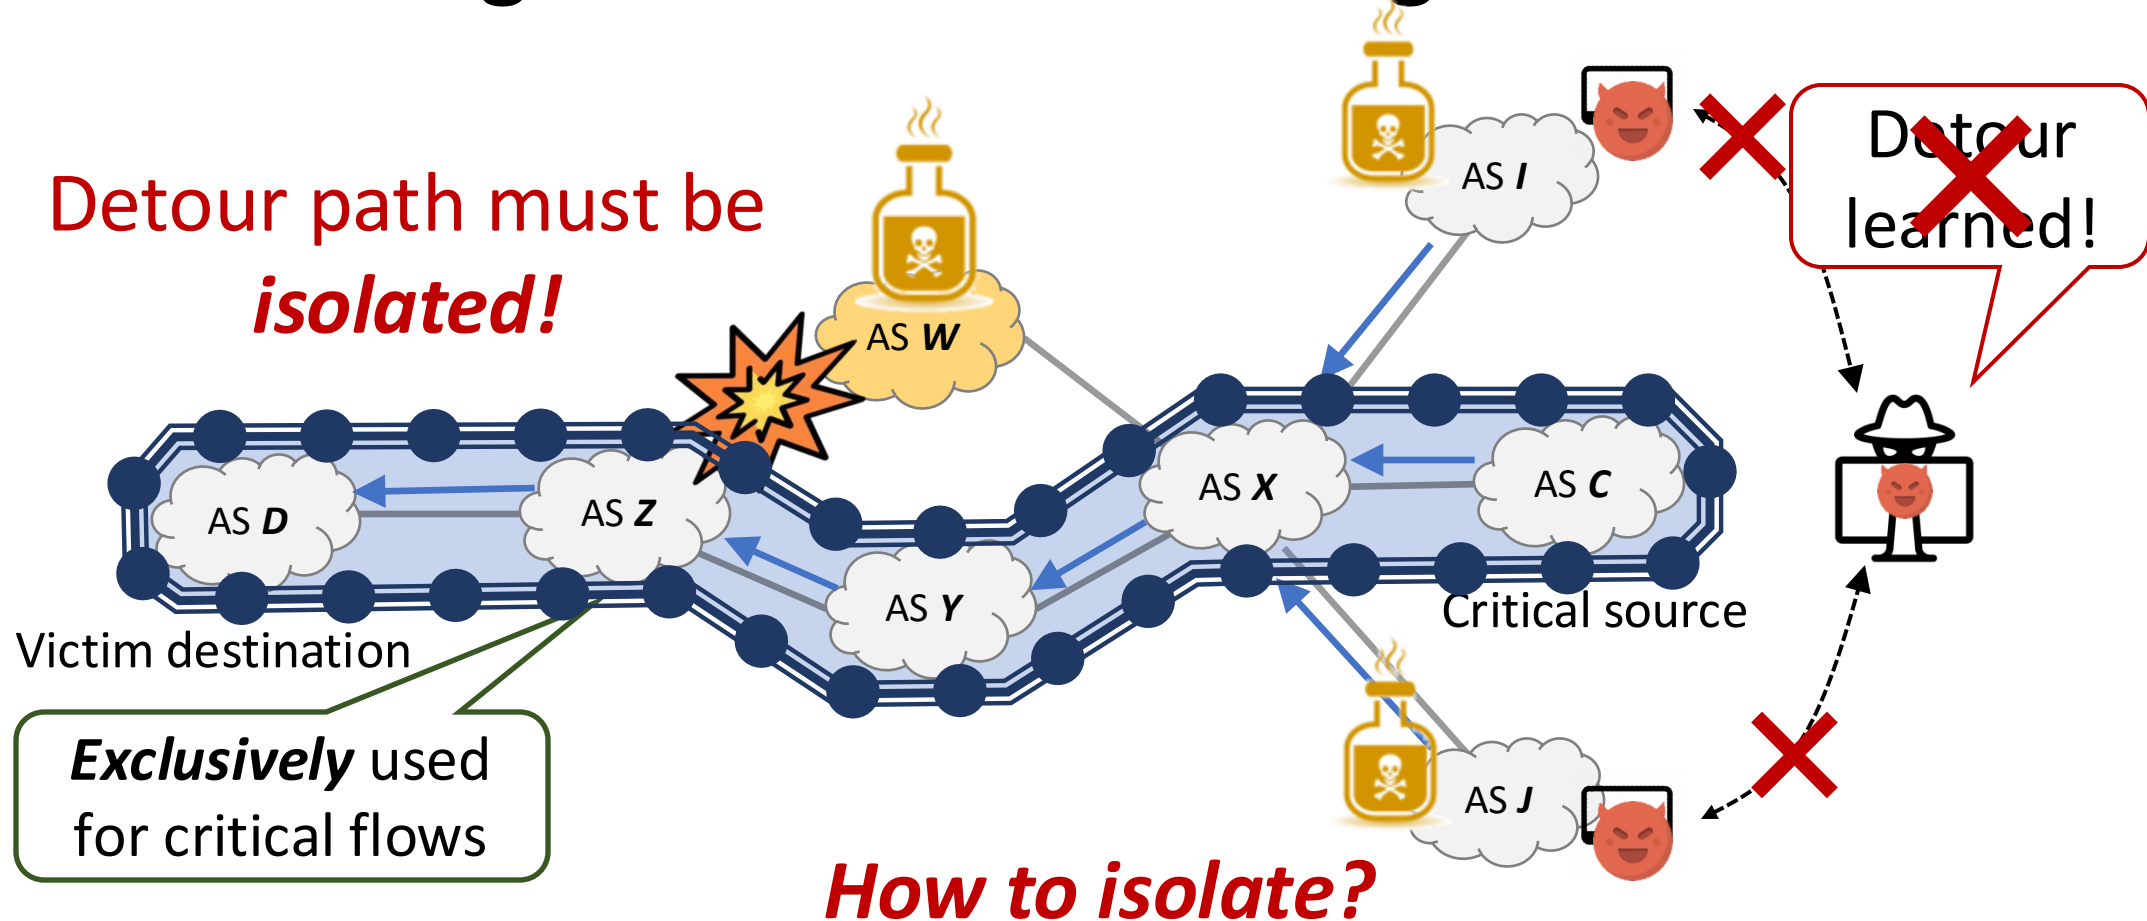 Detour path must be
isolated!
AS I
Detour
learned!
AS W
AS D
AS Z
AS Y
AS X
AS C
Critical source
Victim destination
Exclusively used
for critical flows
AS J
How to isolate?